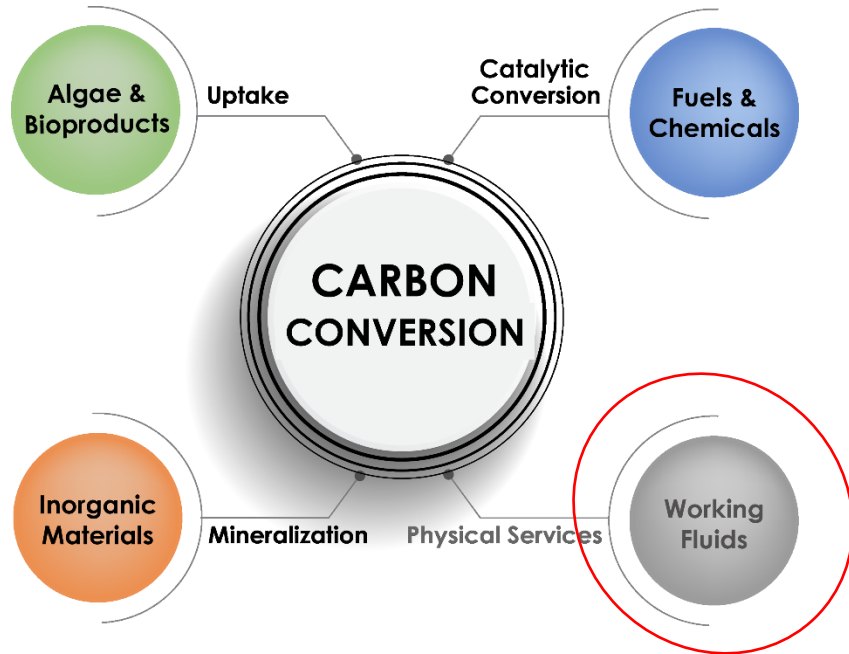 Algae &
Bioproducts
Uptake
Catalytic
Conversion
Fuels &
Chemicals
CARBON
CONVERSION
Inorganic
Materials
Mineralization
Physical Services
Working
Fluids